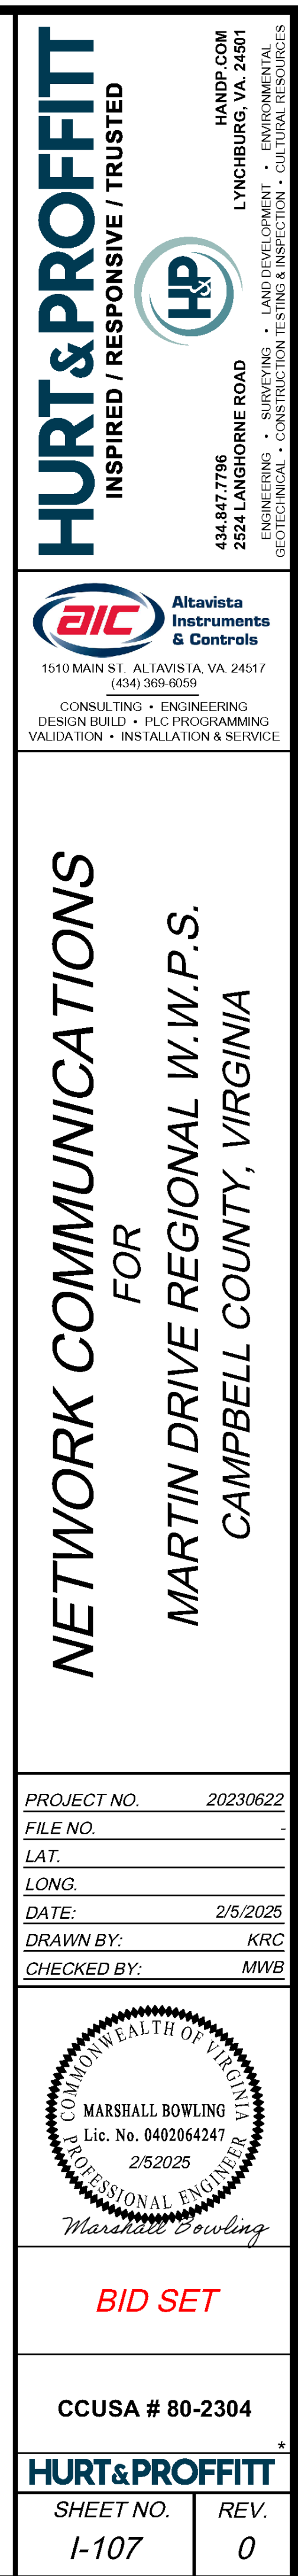 HURT&PROFFITT
INSPIRED / RESPONSIVE / TRUSTED
H&P
434.847.7796 HANDP.COM
2524 LANGHORNE ROAD LYNCHBURG, VA. 24501
ENGINEERING • SURVEYING • LAND DEVELOPMENT • ENVIRONMENTAL
GEOTECHNICAL • CONSTRUCTION TESTING & INSPECTION • CULTURAL RESOURCES
aic
Altavista
Instruments
& Controls
1510 MAIN ST. ALTAVISTA, VA. 24517
(434) 369-6059
CONSULTING • ENGINEERING
DESIGN BUILD • PLC PROGRAMMING
VALIDATION • INSTALLATION & SERVICE
NETWORK COMMUNICATIONS
FOR
MARTIN DRIVE REGIONAL W.W.P.S.
CAMPBELL COUNTY, VIRGINIA
PROJECT NO. 20230622
FILE NO. -
LAT.
LONG.
DATE: 2/5/2025
DRAWN BY: KRC
CHECKED BY: MWB
COMMONWEALTH OF VIRGINIA
MARSHALL BOWLING
Lic. No. 0402064247
2/52025
PROFESSIONAL ENGINEER
Marshall Bowling
BID SET
CCUSA # 80-2304
*
HURT&PROFFITT
SHEET NO. REV.
I-107 0